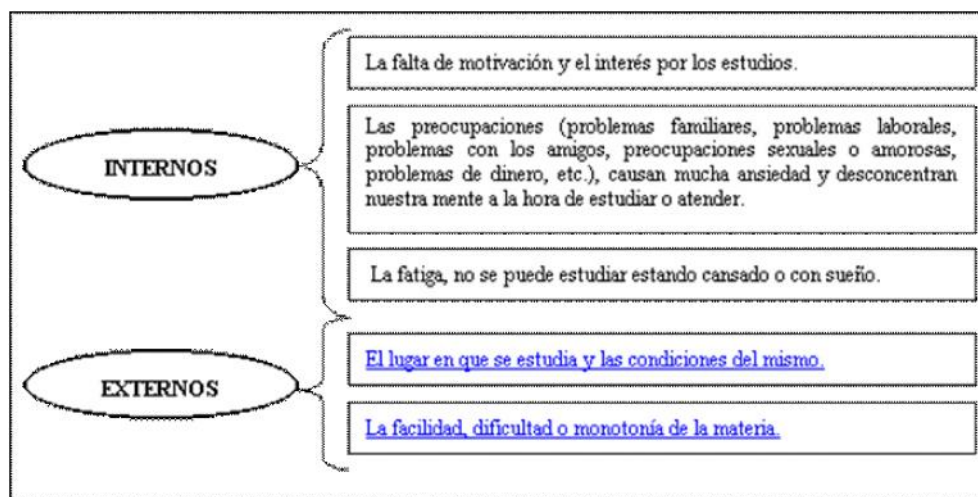 La falta de motivación y el interés por los estudios.
INTERNOS
Las preocupaciones (problemas familiares, problemas laborales,
problemas con los amigos, preocupaciones sexuales o amorosas,
problemas de dinero, etc.), causan mucha ansiedad y desconcentran
nuestra mente a la hora de estudiar o atender.
La fatiga, no se puede estudiar estando cansado o con sueño.
EXTERNOS
El lugar en que se estudia y las condiciones del mismo.
La facilidad, dificultad o monotonía de la materia.